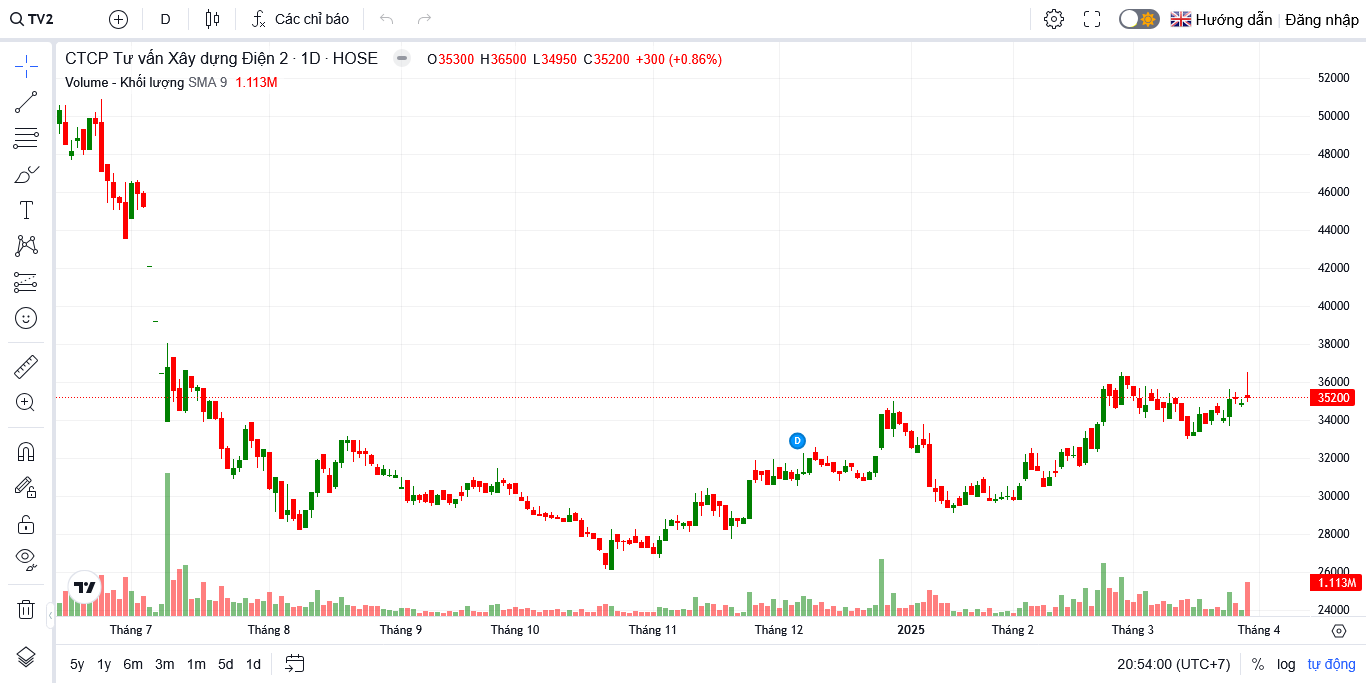 TV2 D Các chỉ báo Hướng dẫn Đăng nhập
CTCP Tư vấn Xây dựng Điện 2 · 1D · HOSE O35300 H36500 L34950 C35200 +300 (+0.86%)
Volume - Khối lượng SMA 9 1.113M
52000
50000
48000
46000
44000
42000
40000
38000
36000
35200
34000
32000
30000
28000
26000
1.113M
24000
D
Tháng 7 Tháng 8 Tháng 9 Tháng 10 Tháng 11 Tháng 12 2025 Tháng 2 Tháng 3 Tháng 4
5y 1y 6m 3m 1m 5d 1d 20:54:00 (UTC+7) % log tự động